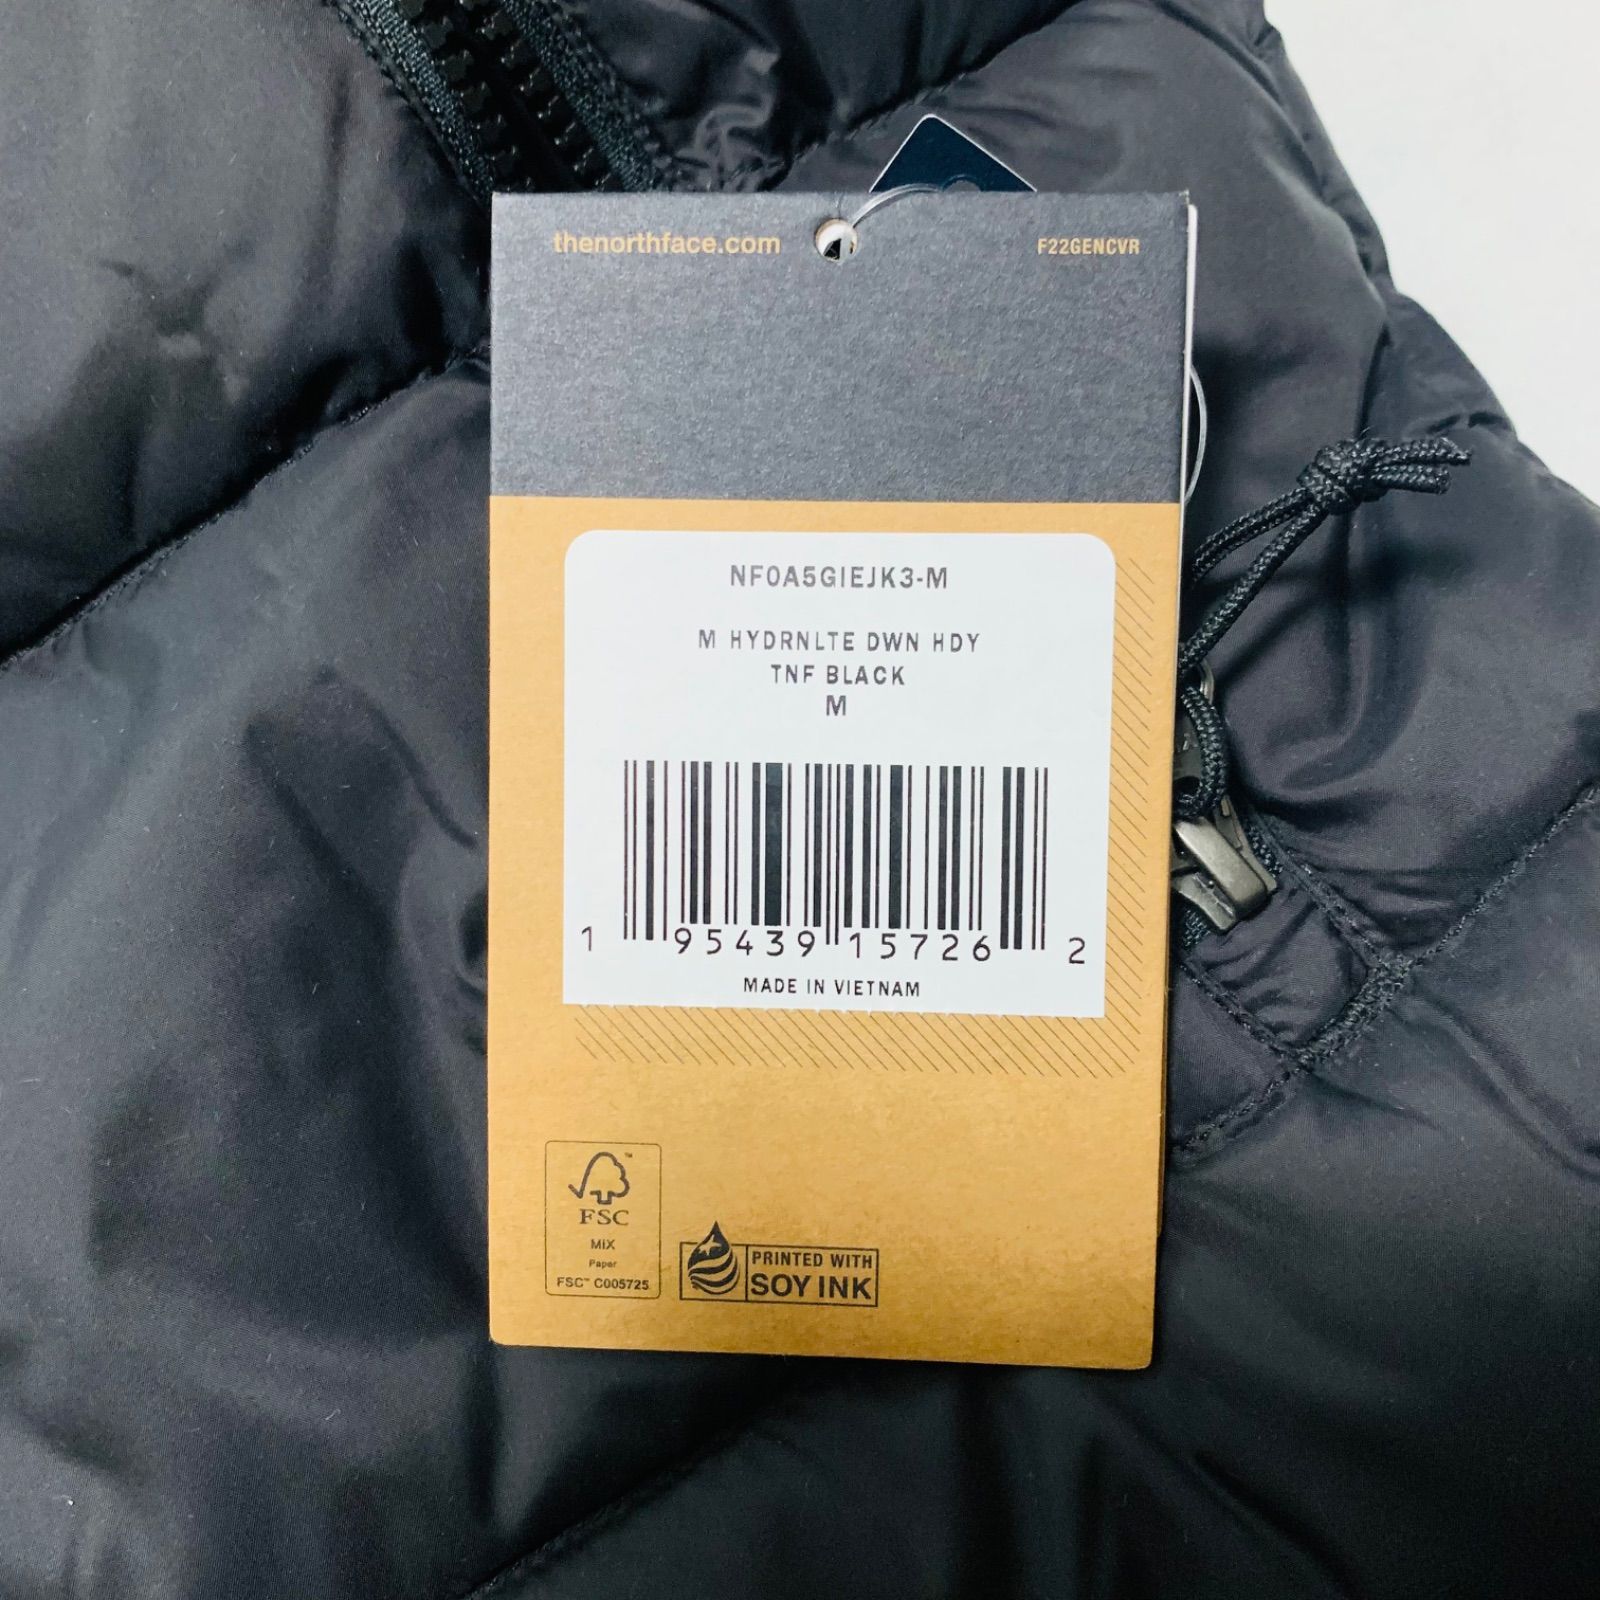 thenorthface.com F22GENCVR
NF0A5GIEJK3-M
M HYDRNLTE DWN HDY
TNF BLACK
M
1 95439 15726 2
MADE IN VIETNAM
FSC
MIX
Paper
FSC™ C005725
PRINTED WITH
SOY INK